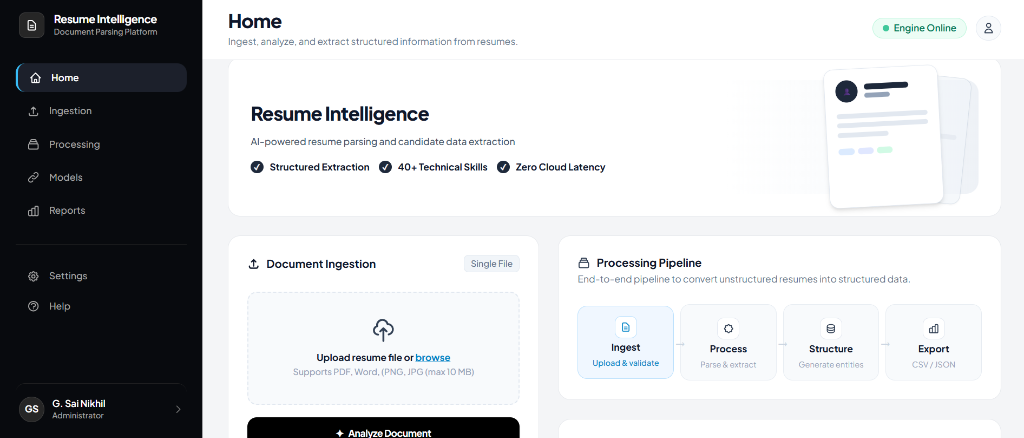 Resume Intelligence
Document Parsing Platform
Home
Ingestion
Processing
Models
Reports
Settings
Help
GS
G. Sai Nikhil
Administrator
Home
Ingest, analyze, and extract structured information from resumes.
Engine Online
Resume Intelligence
AI-powered resume parsing and candidate data extraction
Structured Extraction
40+ Technical Skills
Zero Cloud Latency
Document Ingestion
Single File
Upload resume file or browse
Supports PDF, Word, (PNG, JPG (max 10 MB)
Analyze Document
Processing Pipeline
End-to-end pipeline to convert unstructured resumes into structured data.
Ingest
Upload & validate
Process
Parse & extract
Structure
Generate entities
Export
CSV / JSON